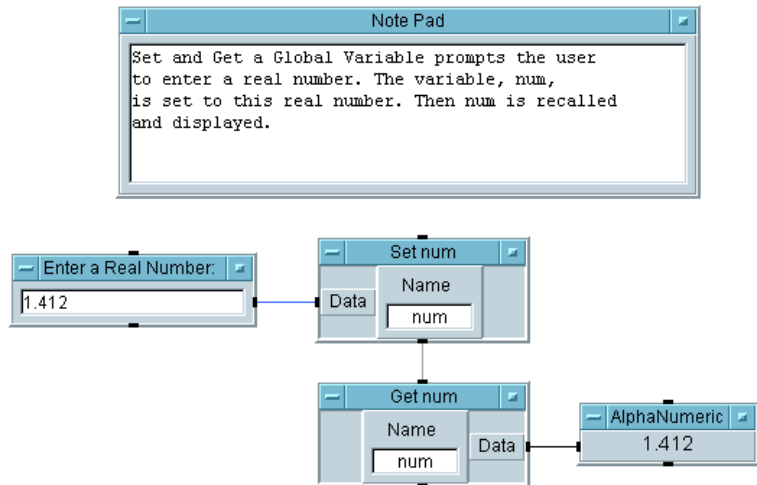 Note Pad
Set and Get a Global Variable prompts the user
to enter a real number. The variable, num,
is set to this real number. Then num is recalled
and displayed.
Enter a Real Number:
1.412
Set num
Name
Data
num
Get num
Name
Data
num
AlphaNumeric
1.412